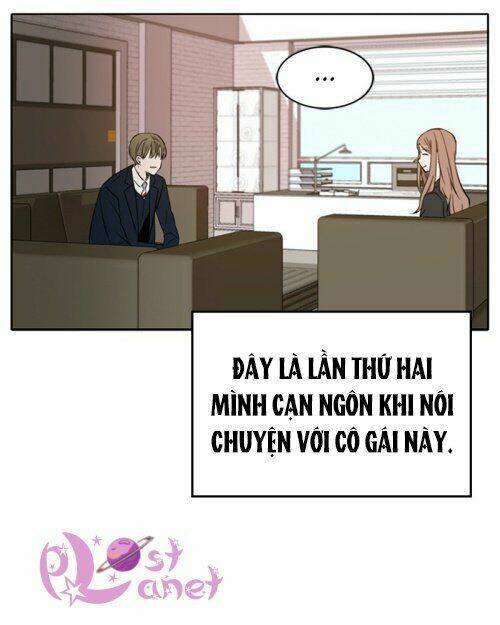 ...
ĐÂY LÀ LẦN THỨ HAI
MÌNH CẠN NGÔN KHI NÓI
CHUYỆN VỚI CÔ GÁI NÀY.
Lost
Planet